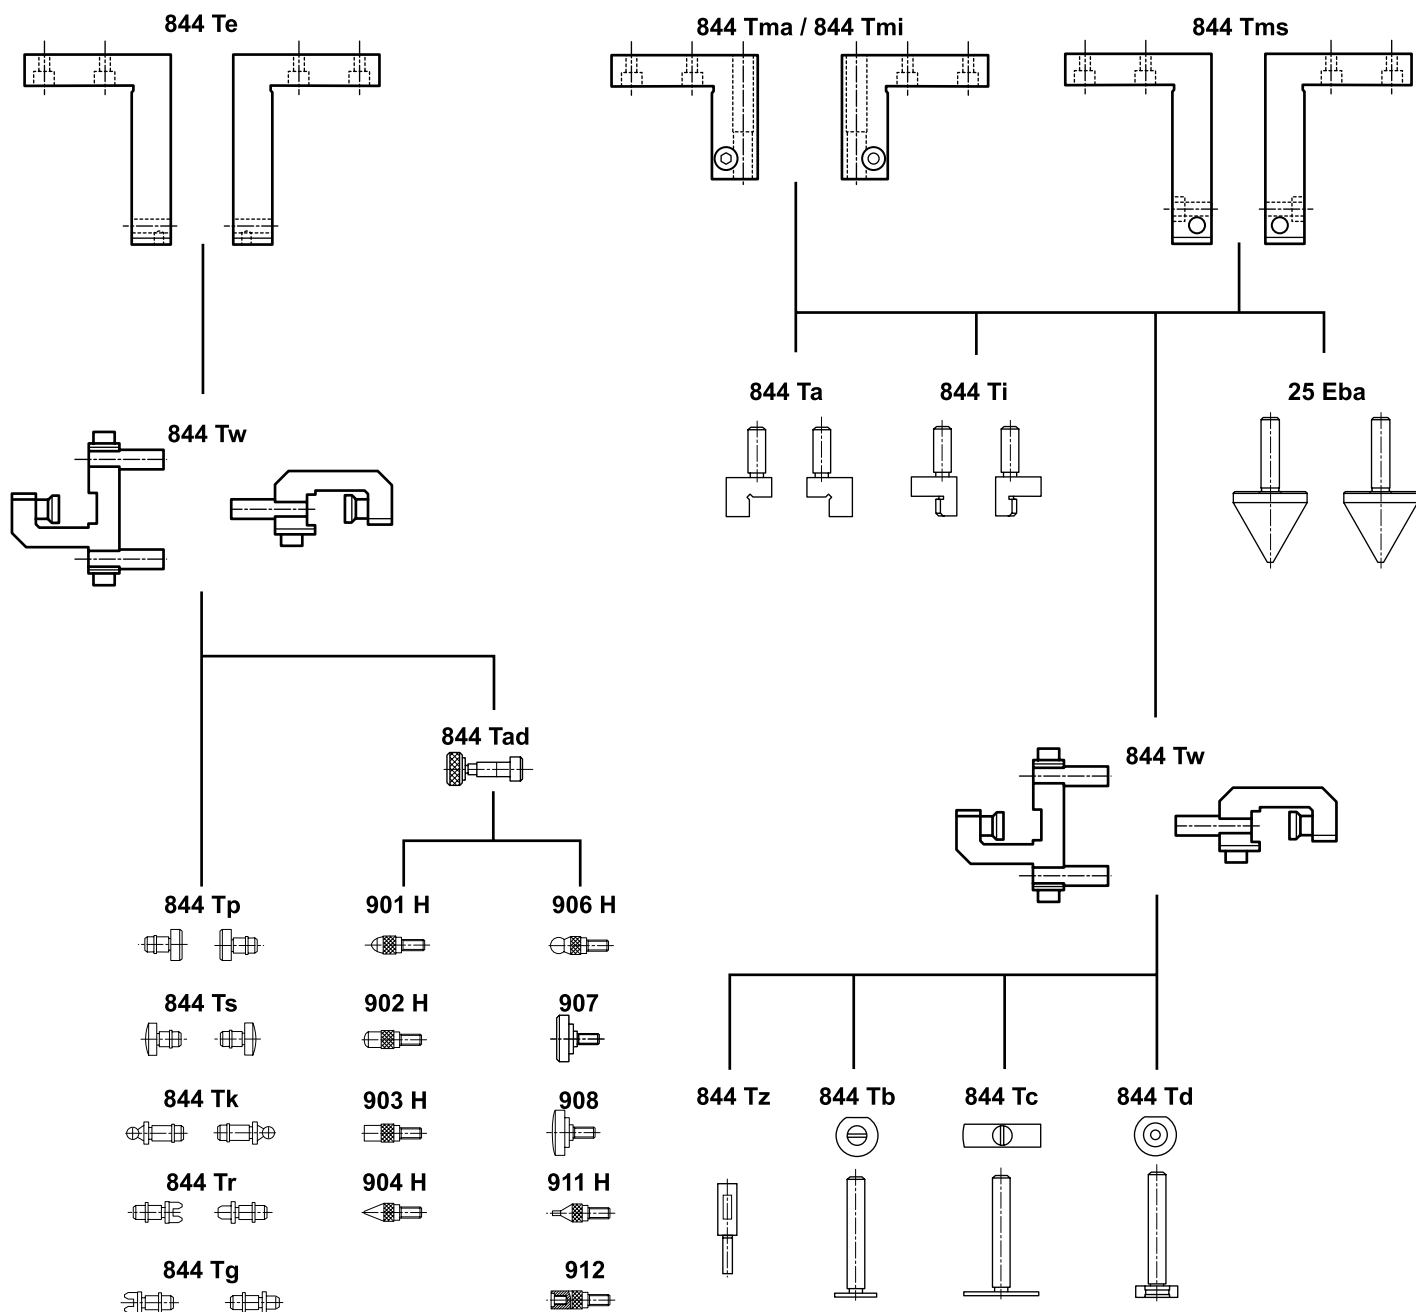 844 Te
844 Tma / 844 Tmi
844 Tms
844 Ta
844 Ti
25 Eba
844 Tw
844 Tad
844 Tw
844 Tp
901 H
906 H
844 Ts
902 H
907
844 Tk
903 H
908
844 Tz
844 Tb
844 Tc
844 Td
844 Tr
904 H
911 H
844 Tg
912